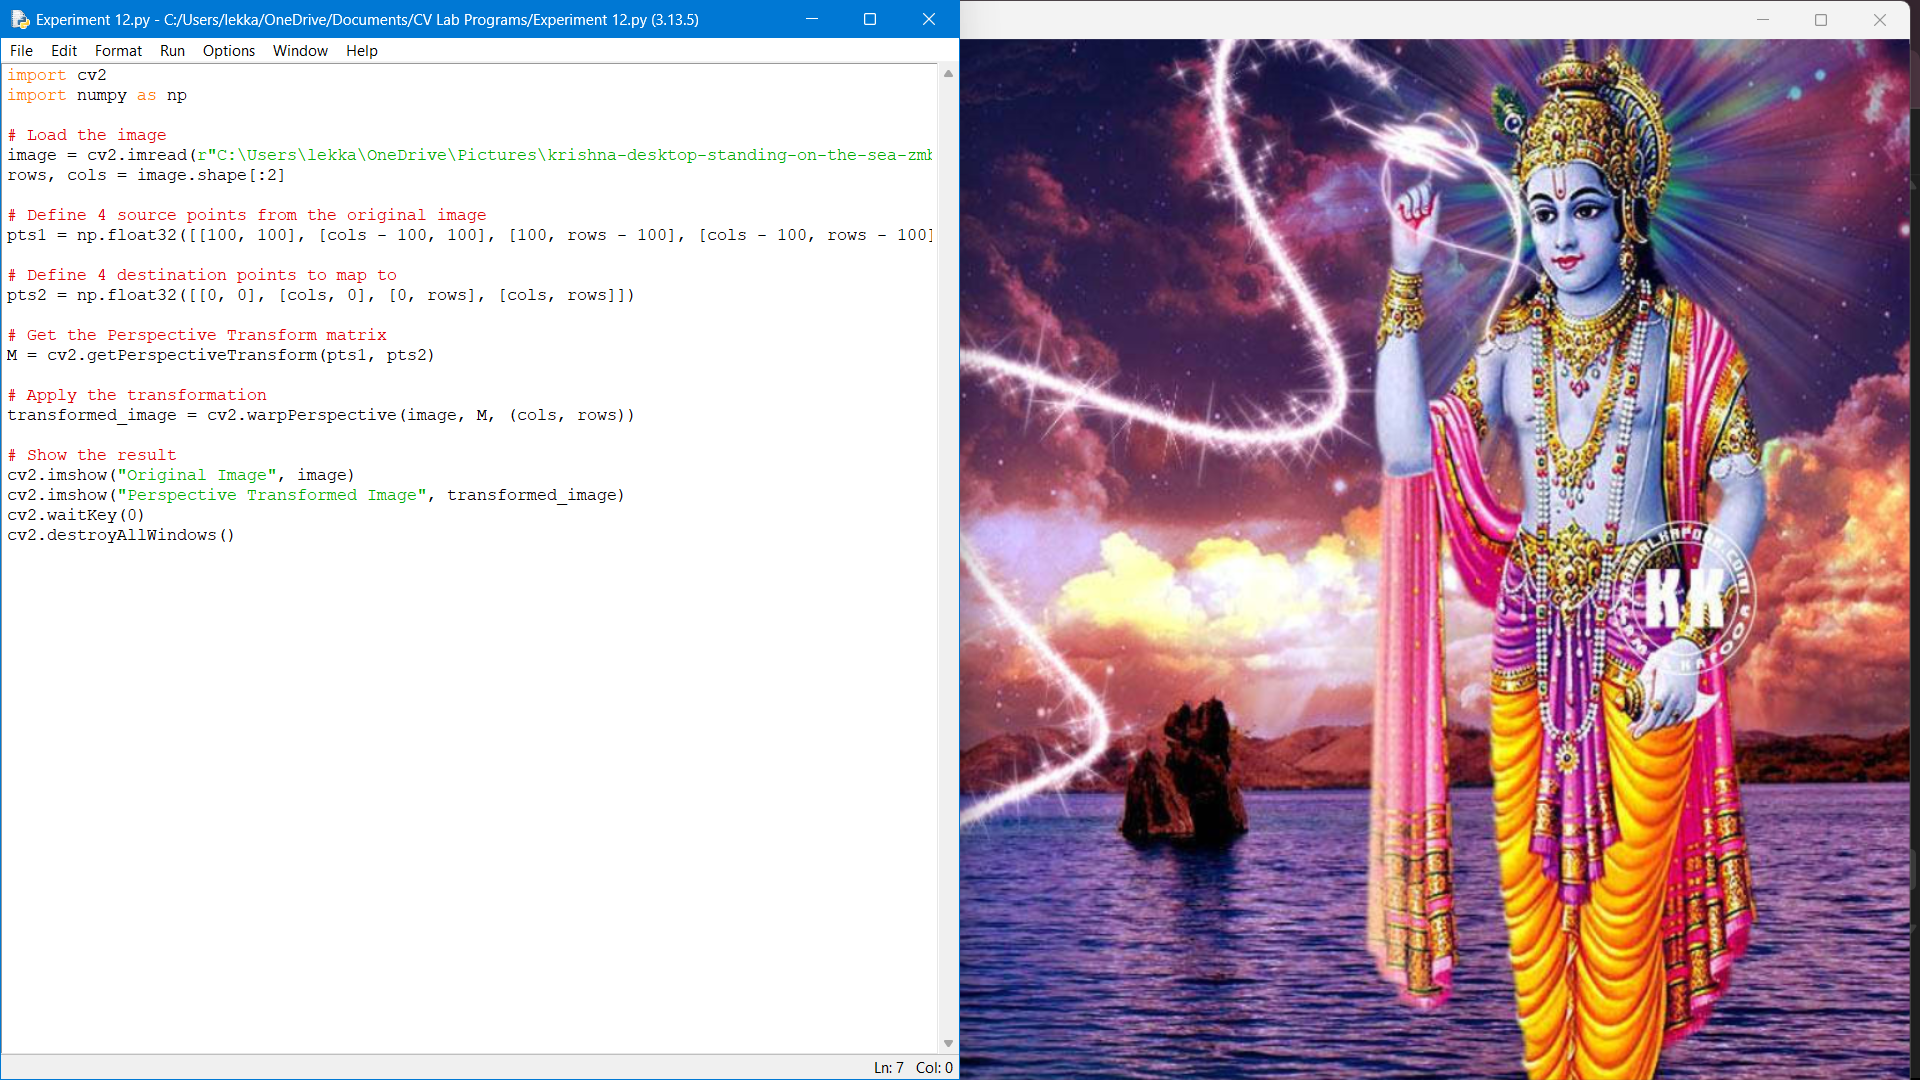 Experiment 12.py - C:/Users/lekka/OneDrive/Documents/CV Lab Programs/Experiment 12.py (3.13.5)
File Edit Format Run Options Window Help
import cv2
import numpy as np
# Load the image
image = cv2.imread(r"C:\Users\lekka\OneDrive\Pictures\krishna-desktop-standing-on-the-sea-zm
rows, cols = image.shape[:2]
# Define 4 source points from the original image
pts1 = np.float32([[100, 100], [cols - 100, 100], [100, rows - 100], [cols - 100, rows - 100]
# Define 4 destination points to map to
pts2 = np.float32([[0, 0], [cols, 0], [0, rows], [cols, rows]])
# Get the Perspective Transform matrix
M = cv2.getPerspectiveTransform(pts1, pts2)
# Apply the transformation
transformed_image = cv2.warpPerspective(image, M, (cols, rows))
# Show the result
cv2.imshow("Original Image", image)
cv2.imshow("Perspective Transformed Image", transformed_image)
cv2.waitKey(0)
cv2.destroyAllWindows()
Ln: 7 Col: 0
KK